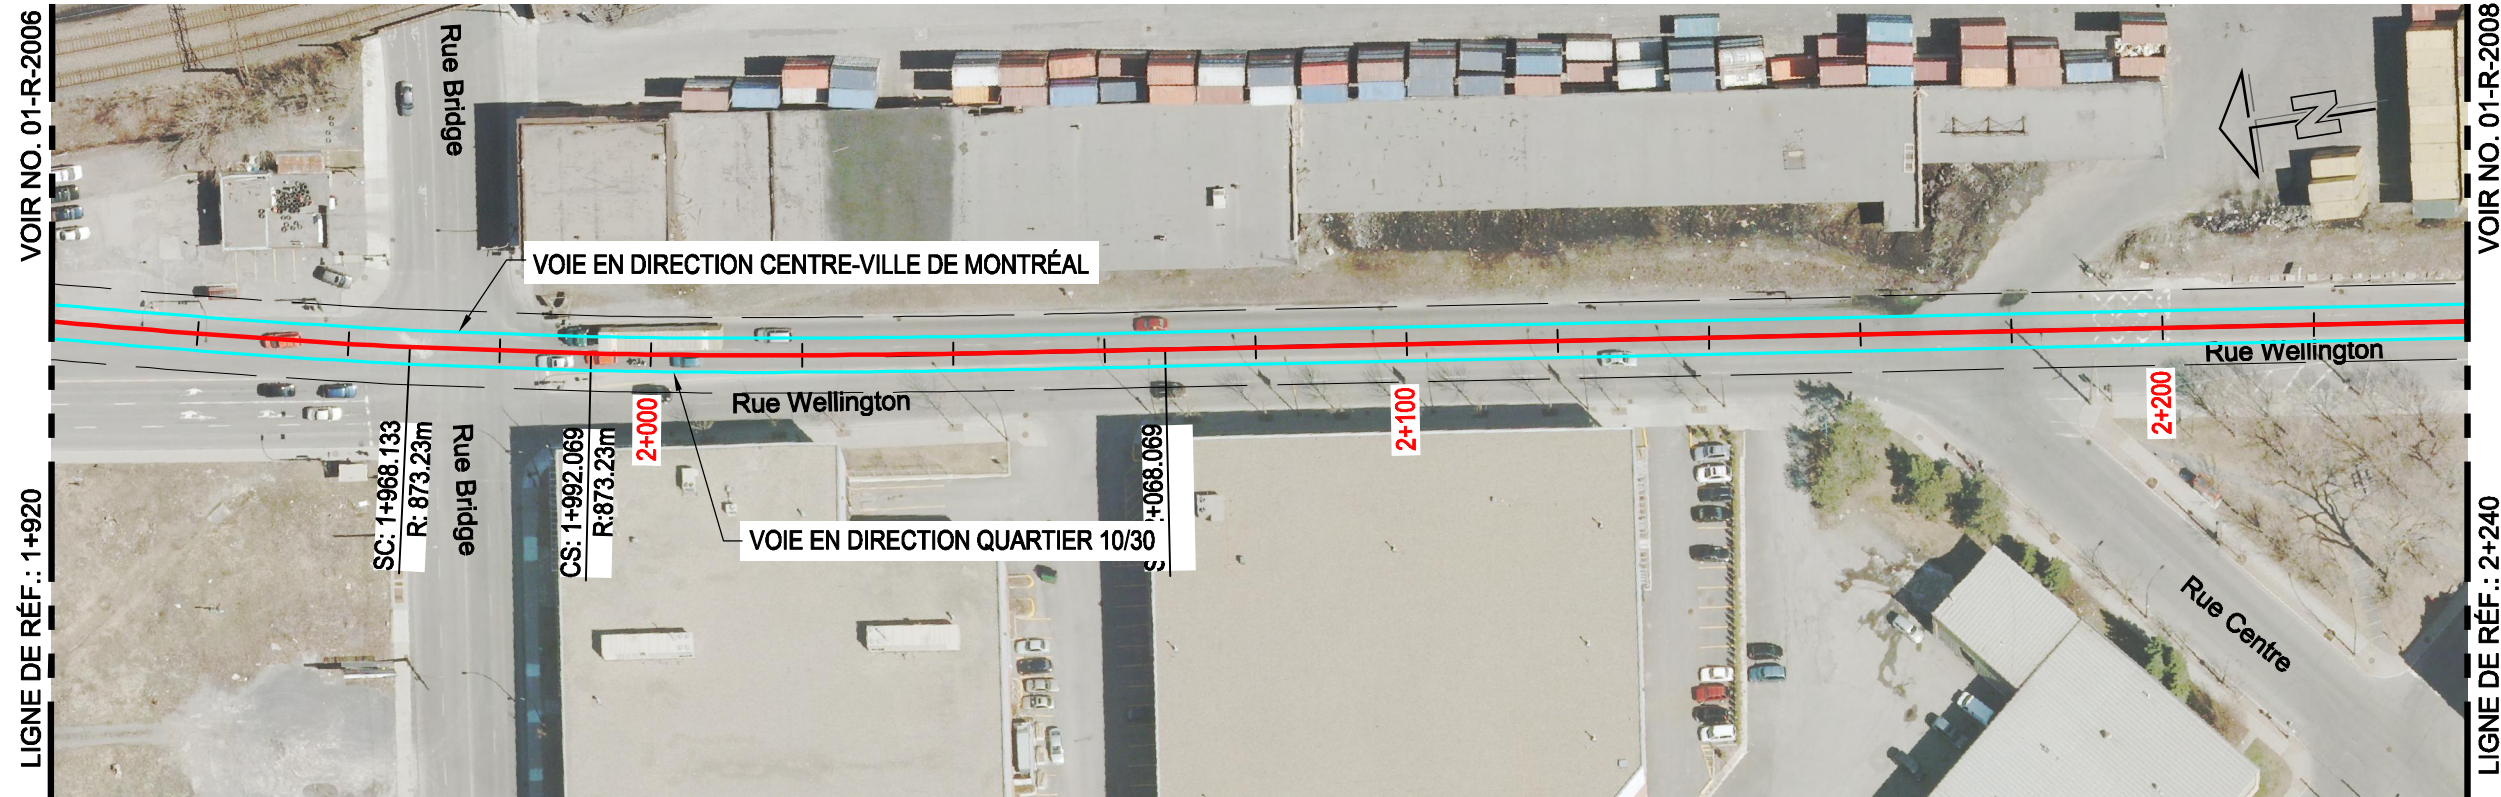 VOIR NO. 01-R-2006
LIGNE DE RÉF.: 1+920
Rue Bridge
N
VOIE EN DIRECTION CENTRE-VILLE DE MONTRÉAL
Rue Wellington
Rue Wellington
2+000
2+100
2+200
SC: 1+968.133
R: 873.23m
Rue Bridge
CS: 1+992.069
R:873.23m
+068.069
VOIE EN DIRECTION QUARTIER 10/30
Rue Centre
VOIR NO. 01-R-2008
LIGNE DE RÉF.: 2+240